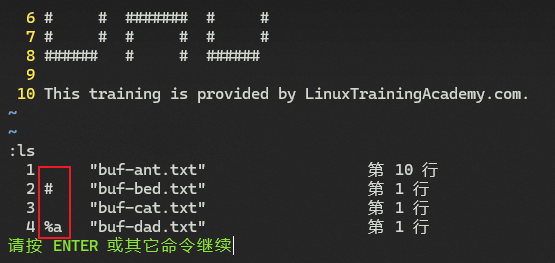 6 #     #  #######  #     #
7 #     #  #     #  #     #
8 ######   #     #  ######
9
10 This training is provided by LinuxTrainingAcademy.com.
~
~
:ls
1      "buf-ant.txt"                  第 10 行
2 #    "buf-bed.txt"                  第 1 行
3      "buf-cat.txt"                  第 1 行
4 %a   "buf-dad.txt"                  第 1 行
请按 ENTER 或其它命令继续